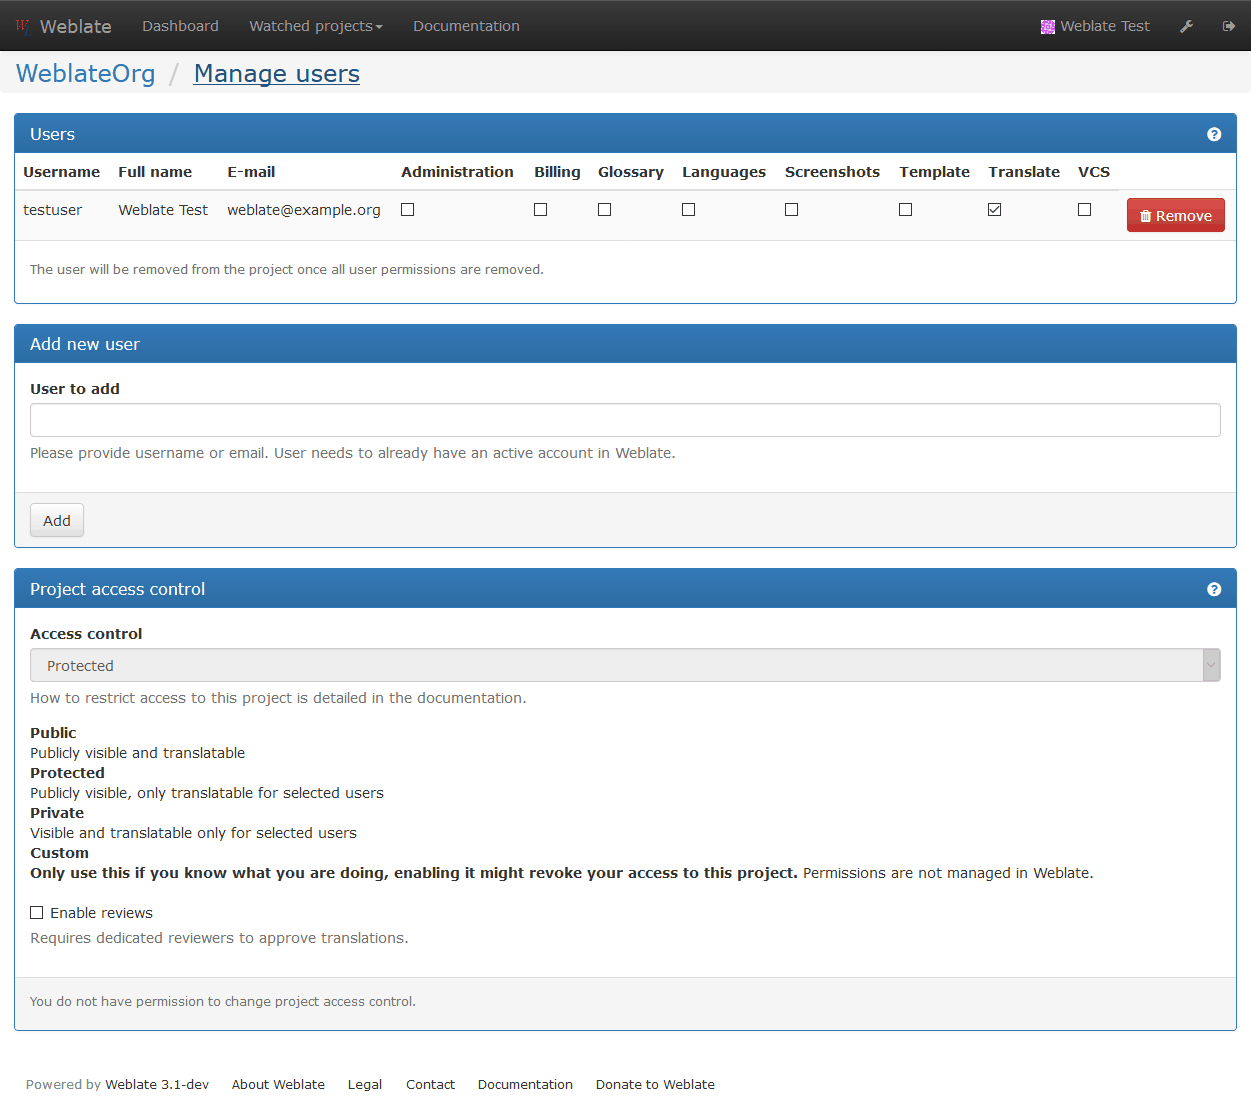 Weblate Dashboard Watched projects Documentation Weblate Test
WeblateOrg / Manage users
Users
Username Full name E-mail Administration Billing Glossary Languages Screenshots Template Translate VCS
testuser Weblate Test weblate@example.org Remove
The user will be removed from the project once all user permissions are removed.
Add new user
User to add
Please provide username or email. User needs to already have an active account in Weblate.
Add
Project access control
Access control
Protected
How to restrict access to this project is detailed in the documentation.
Public
Publicly visible and translatable
Protected
Publicly visible, only translatable for selected users
Private
Visible and translatable only for selected users
Custom
Only use this if you know what you are doing, enabling it might revoke your access to this project. Permissions are not managed in Weblate.
Enable reviews
Requires dedicated reviewers to approve translations.
You do not have permission to change project access control.
Powered by Weblate 3.1-dev About Weblate Legal Contact Documentation Donate to Weblate